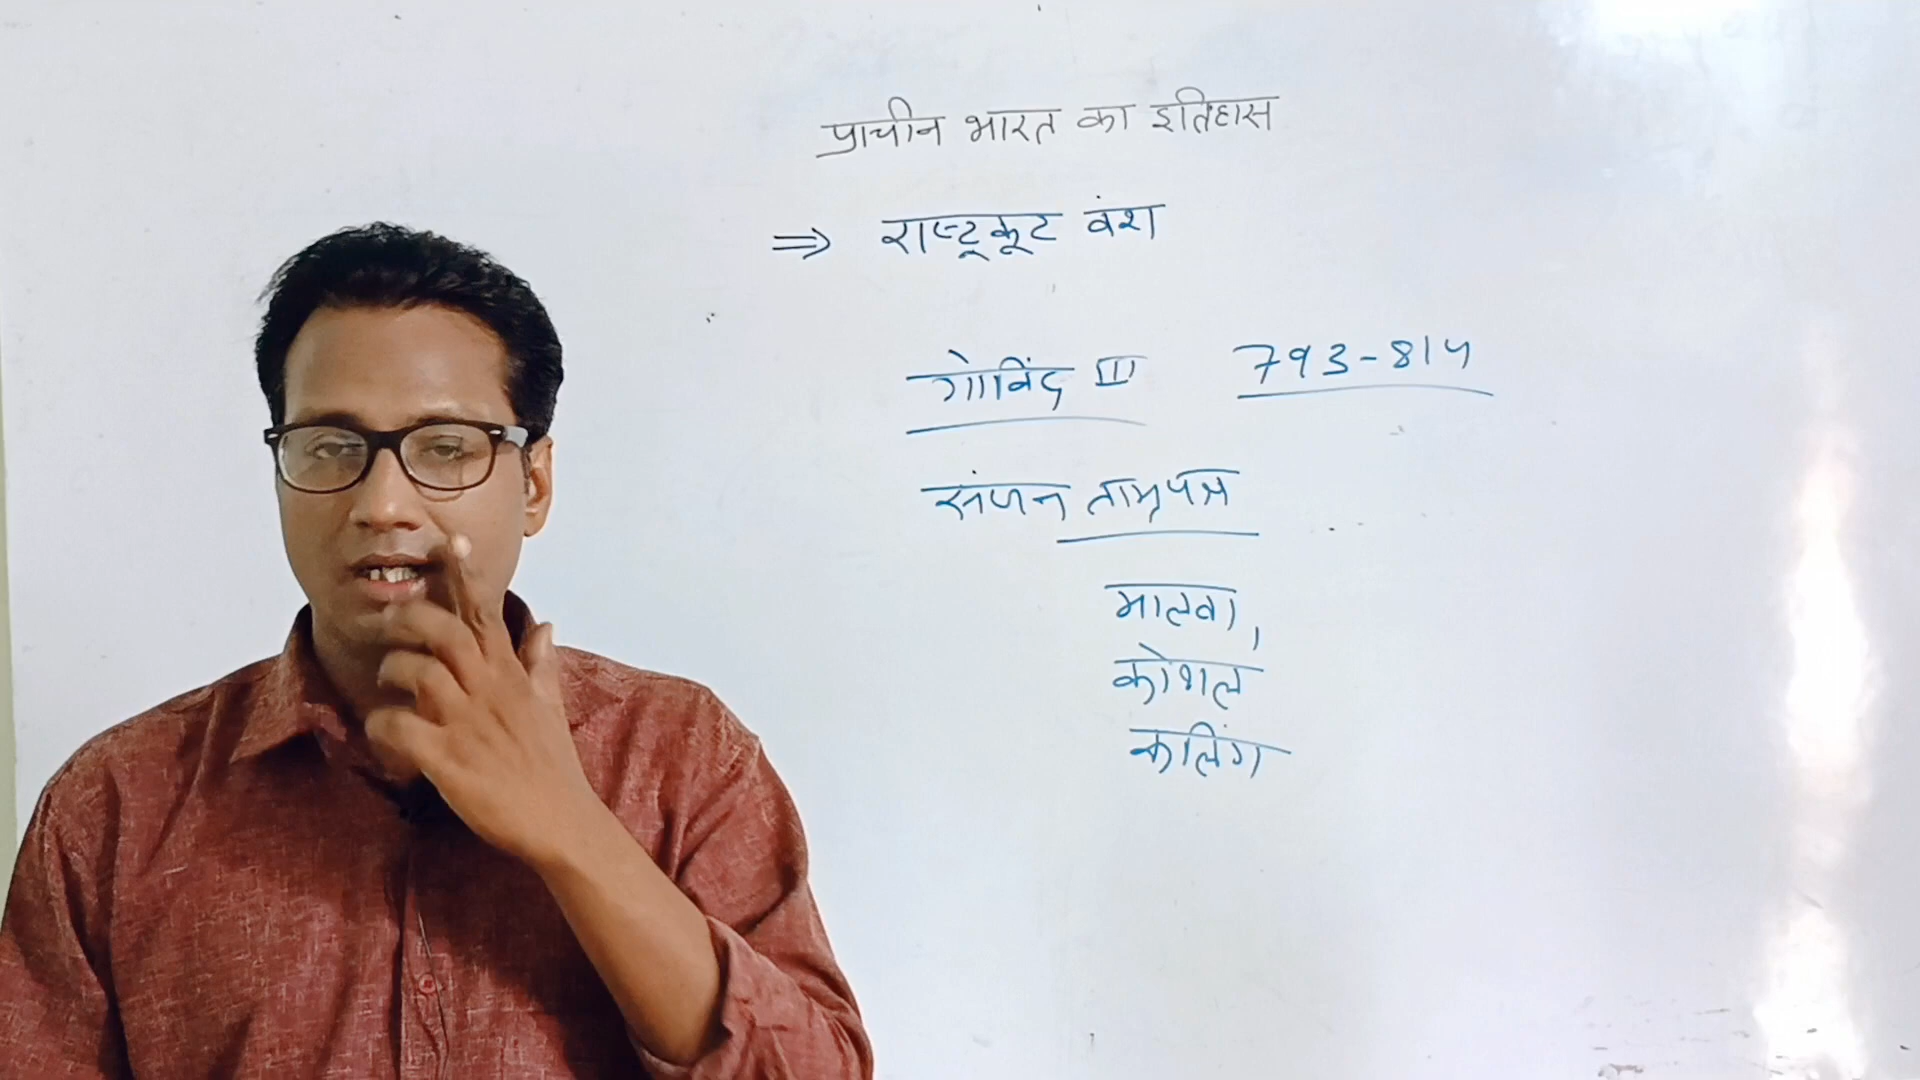 प्राचीन भारत का इतिहास
⇒ राष्ट्रकूट वंश
गोविंद III 793-814
संजन ताम्रपत्र
मालवा,
कोशल
कलिंग